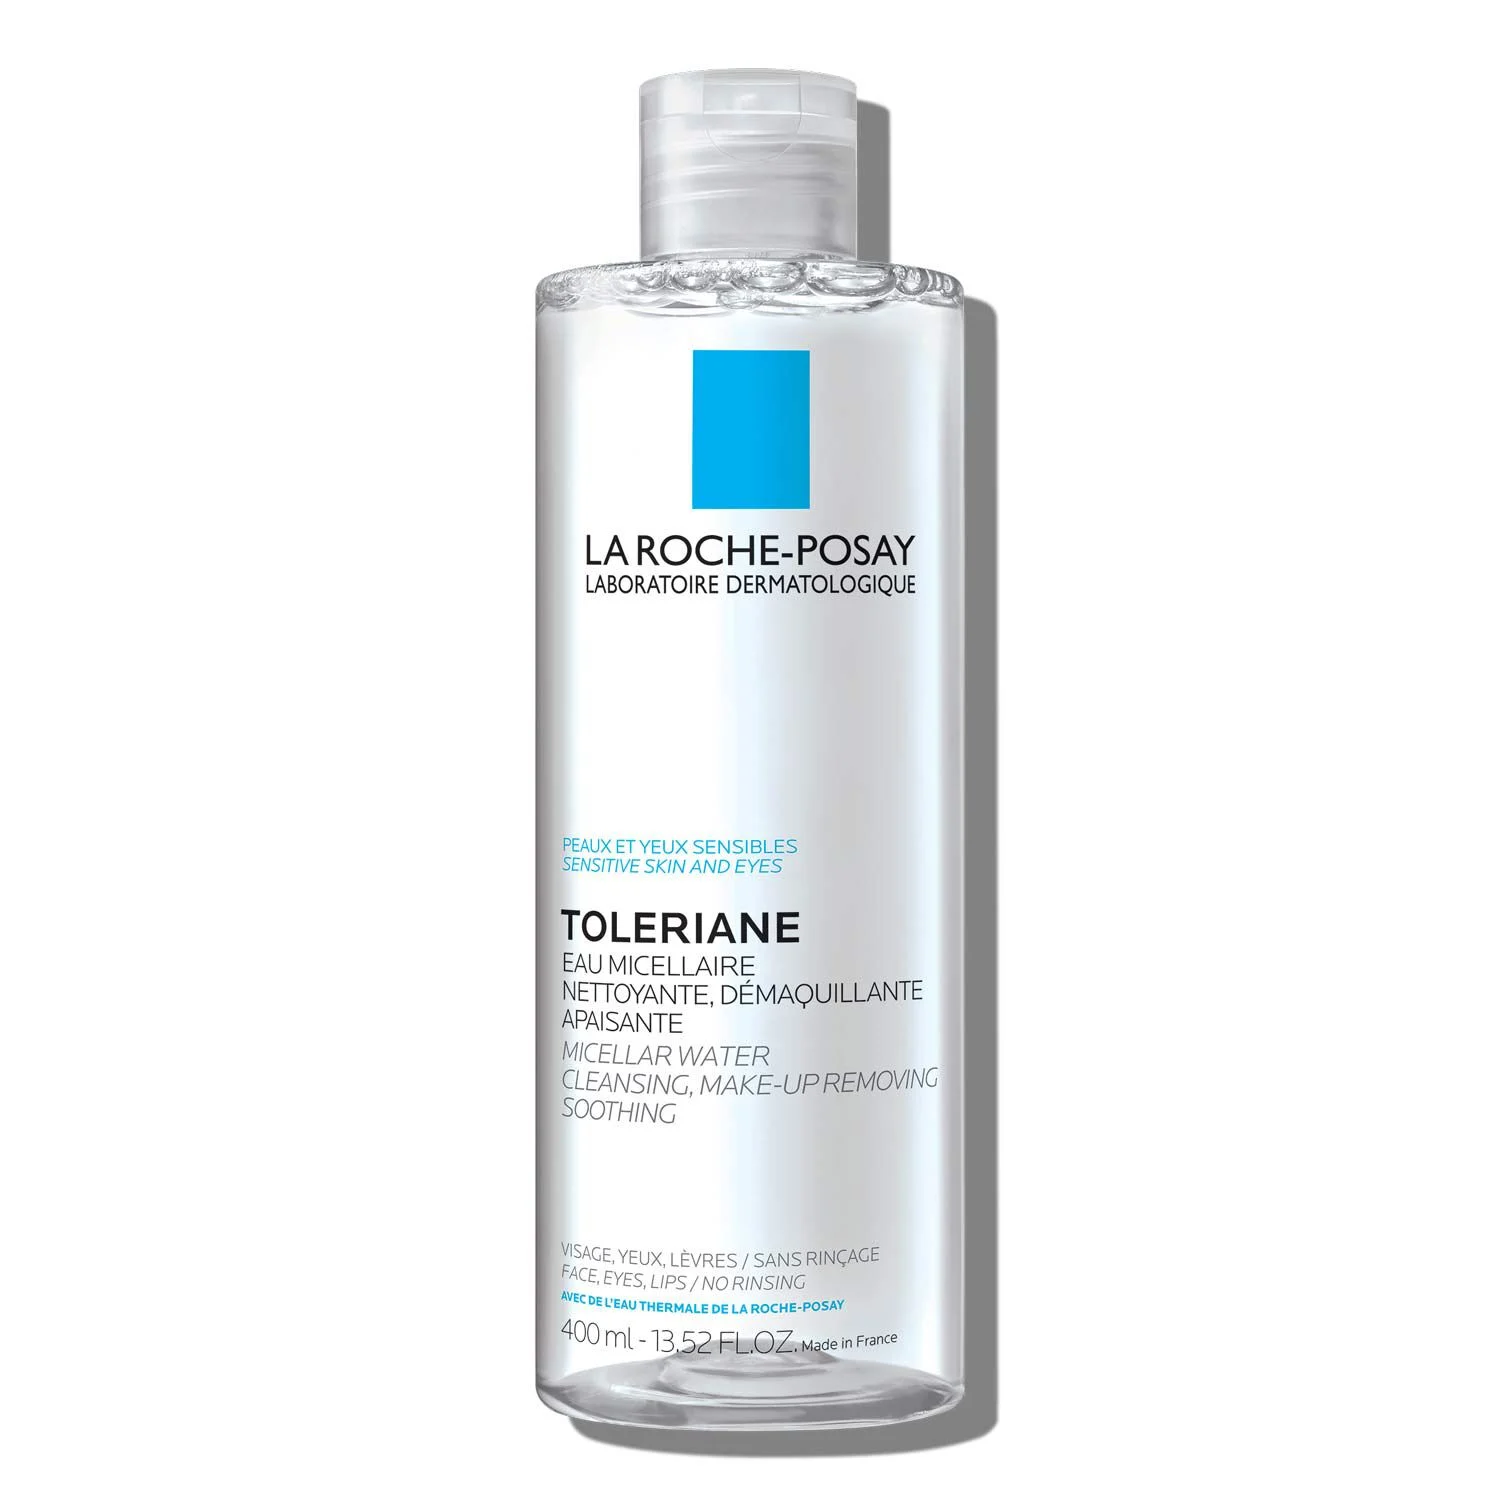 LA ROCHE-POSAY
LABORATOIRE DERMATOLOGIQUE
PEAUX ET YEUX SENSIBLES
SENSITIVE SKIN AND EYES
TOLERIANE
EAU MICELLAIRE
NETTOYANTE, DÉMAQUILLANTE
APAISANTE
MICELLAR WATER
CLEANSING, MAKE-UP REMOVING
SOOTHING
VISAGE, YEUX, LÈVRES / SANS RINÇAGE
FACE, EYES, LIPS / NO RINSING
AVEC DE L'EAU THERMALE DE LA ROCHE-POSAY
400 ml - 13.52 FL.OZ. Made in France